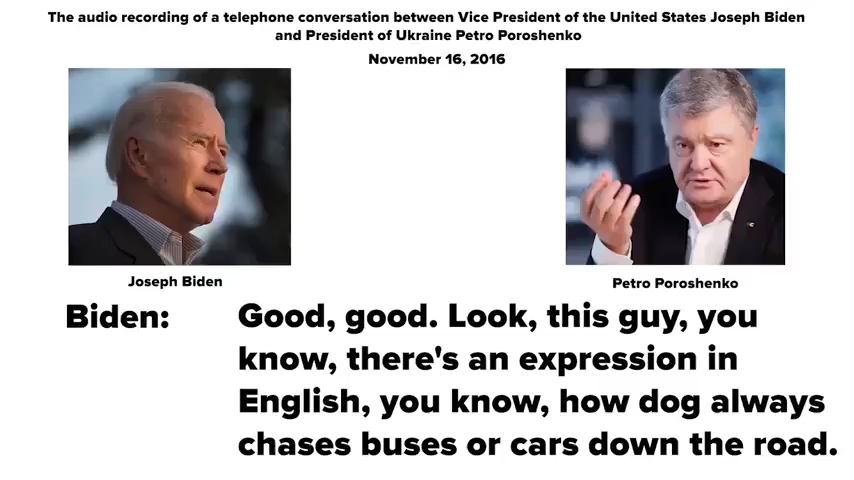 The audio recording of a telephone conversation between Vice President of the United States Joseph Biden
and President of Ukraine Petro Poroshenko
November 16, 2016
Joseph Biden
Petro Poroshenko
Biden:
Good, good. Look, this guy, you
know, there's an expression in
English, you know, how dog always
chases buses or cars down the road.